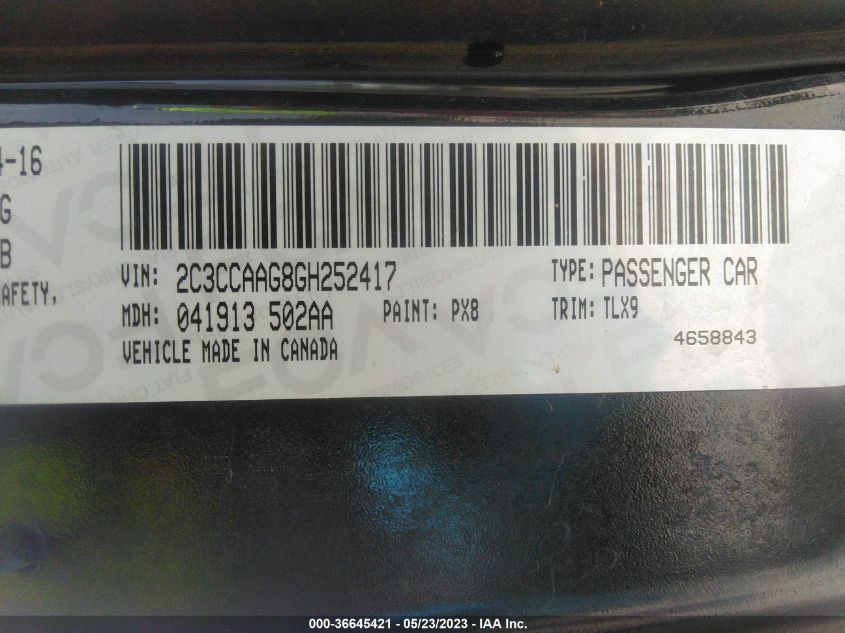 4-16
G
B
AFETY,
VIN: 2C3CCAAG8GH252417 TYPE: PASSENGER CAR
MDH: 041913 502AA PAINT: PX8 TRIM: TLX9
VEHICLE MADE IN CANADA 4658843
000-36645421 - 05/23/2023 - IAA Inc.